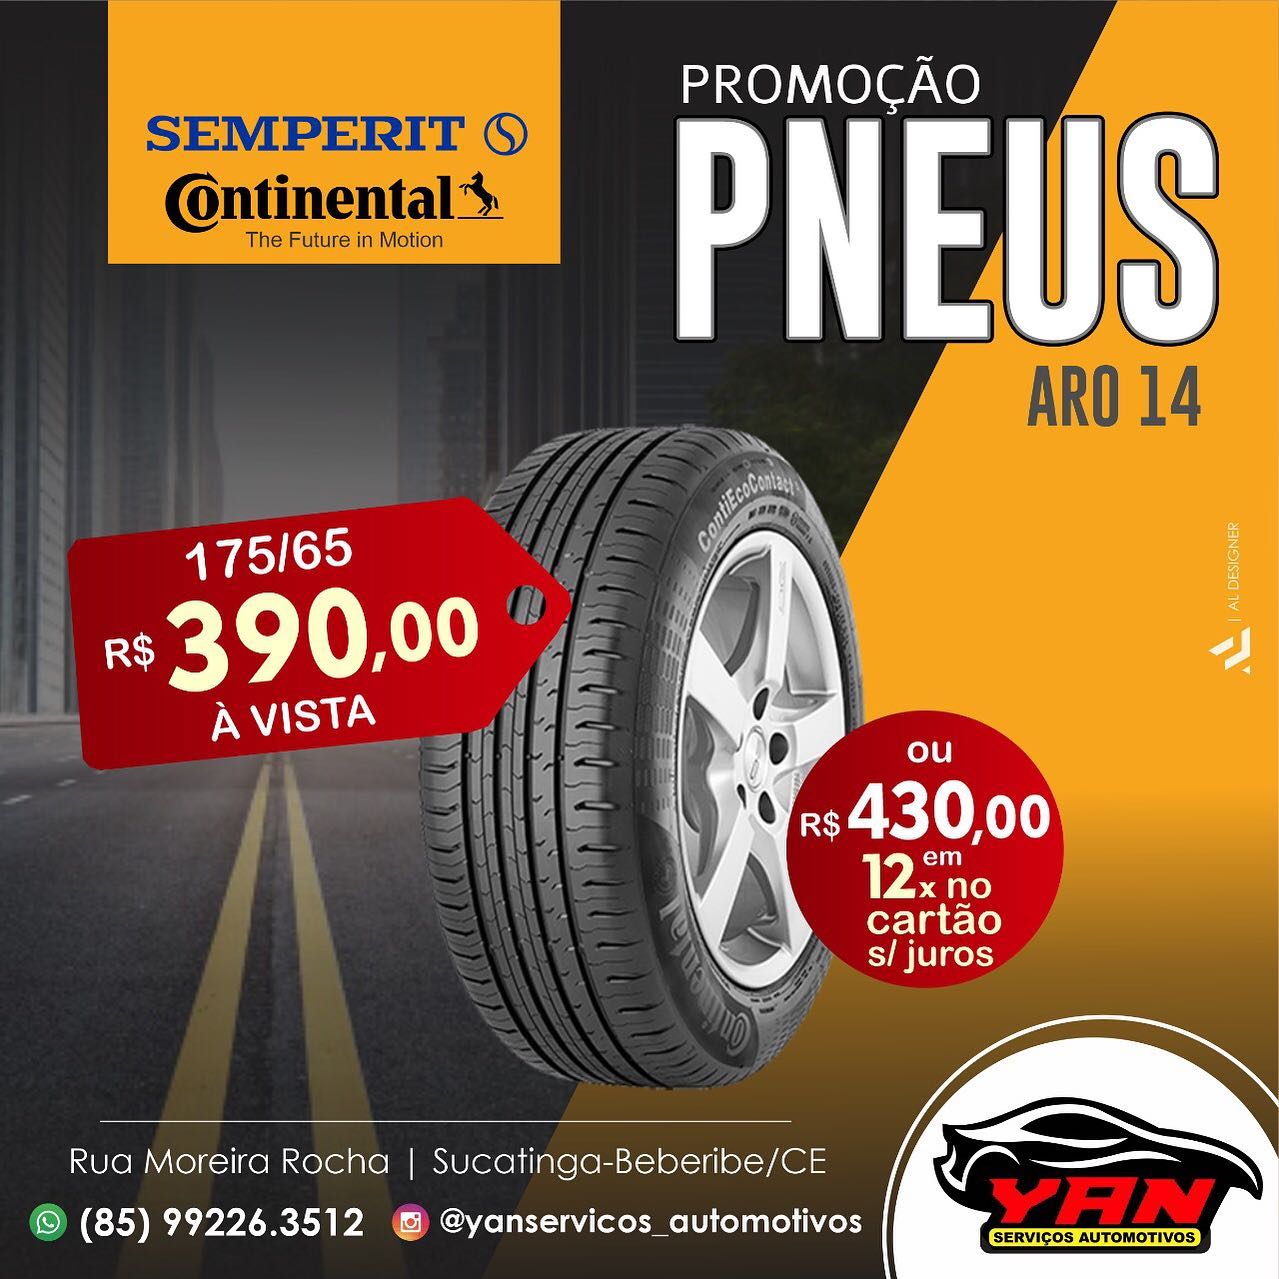 SEMPERIT
Continental
The Future in Motion
PROMOÇÃO
PNEUS
ARO 14
ContiEcoContact
175/65
R$ 390,00
À VISTA
AL DESIGNER
ou
R$ 430,00
em
12x no
cartão
s/ juros
Continental
Rua Moreira Rocha | Sucatinga-Beberibe/CE
(85) 99226.3512 @yanservicos_automotivos
YAN
SERVIÇOS AUTOMOTIVOS